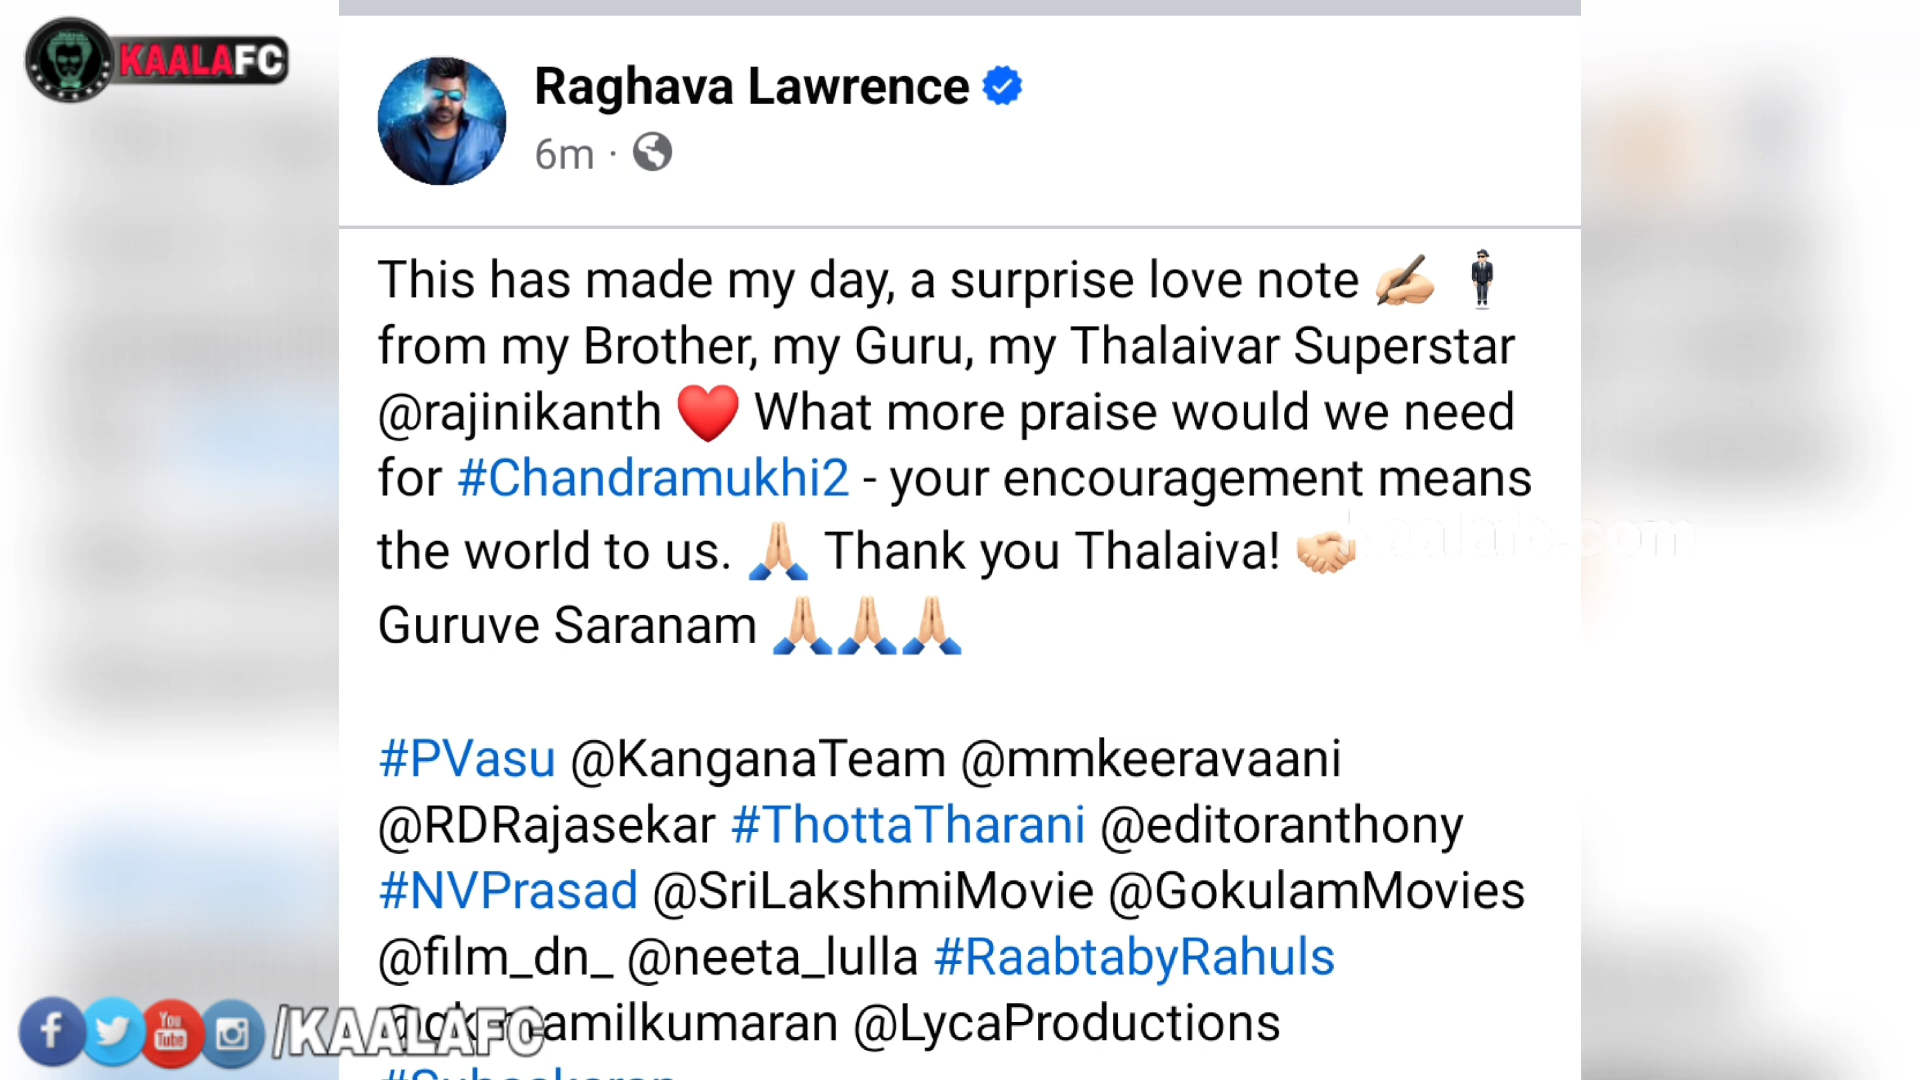 KAALAFC
Raghava Lawrence
6m ·
This has made my day, a surprise love note ✍🏻 🕴🏻
from my Brother, my Guru, my Thalaivar Superstar
@rajinikanth ❤️ What more praise would we need
for #Chandramukhi2 - your encouragement means
the world to us. 🙏🏻 Thank you Thalaiva! 🤝🏻
Guruve Saranam 🙏🏻🙏🏻🙏🏻
#PVasu @KanganaTeam @mmkeeravaani
@RDRajasekar #ThottaTharani @editoranthony
#NVPrasad @SriLakshmiMovie @GokulamMovies
@film_dn_ @neeta_lulla #RaabtabyRahuls
@LycaProductions
You Tube /KAALAFC